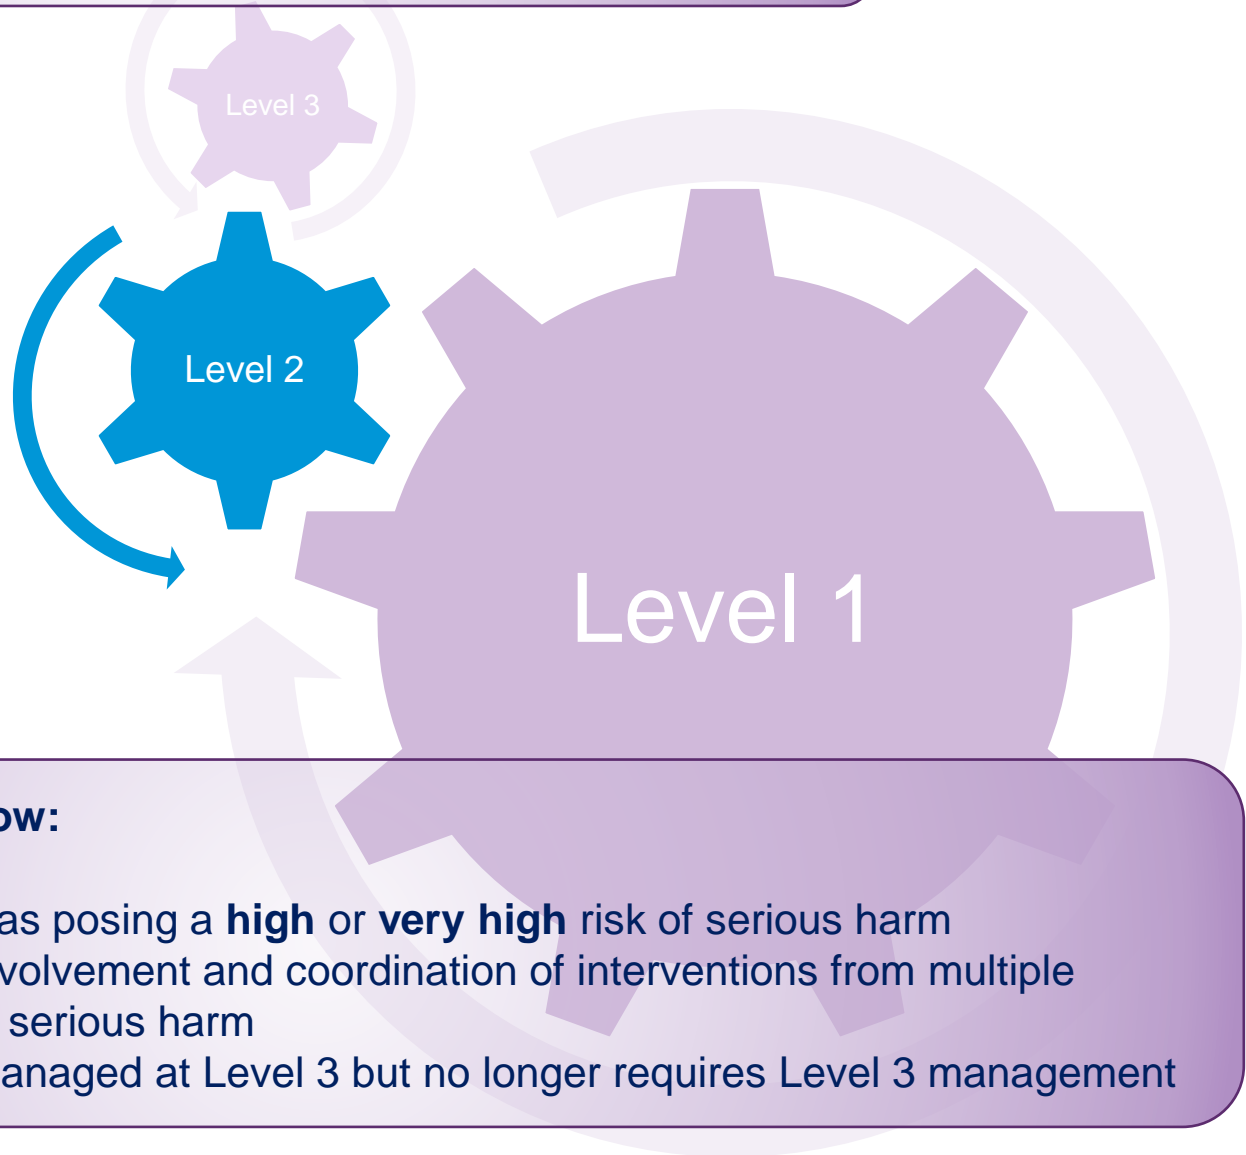 Level 3
Level 2
Level 1
ow:
as posing a high or very high risk of serious harm
volvement and coordination of interventions from multiple
serious harm
anaged at Level 3 but no longer requires Level 3 management